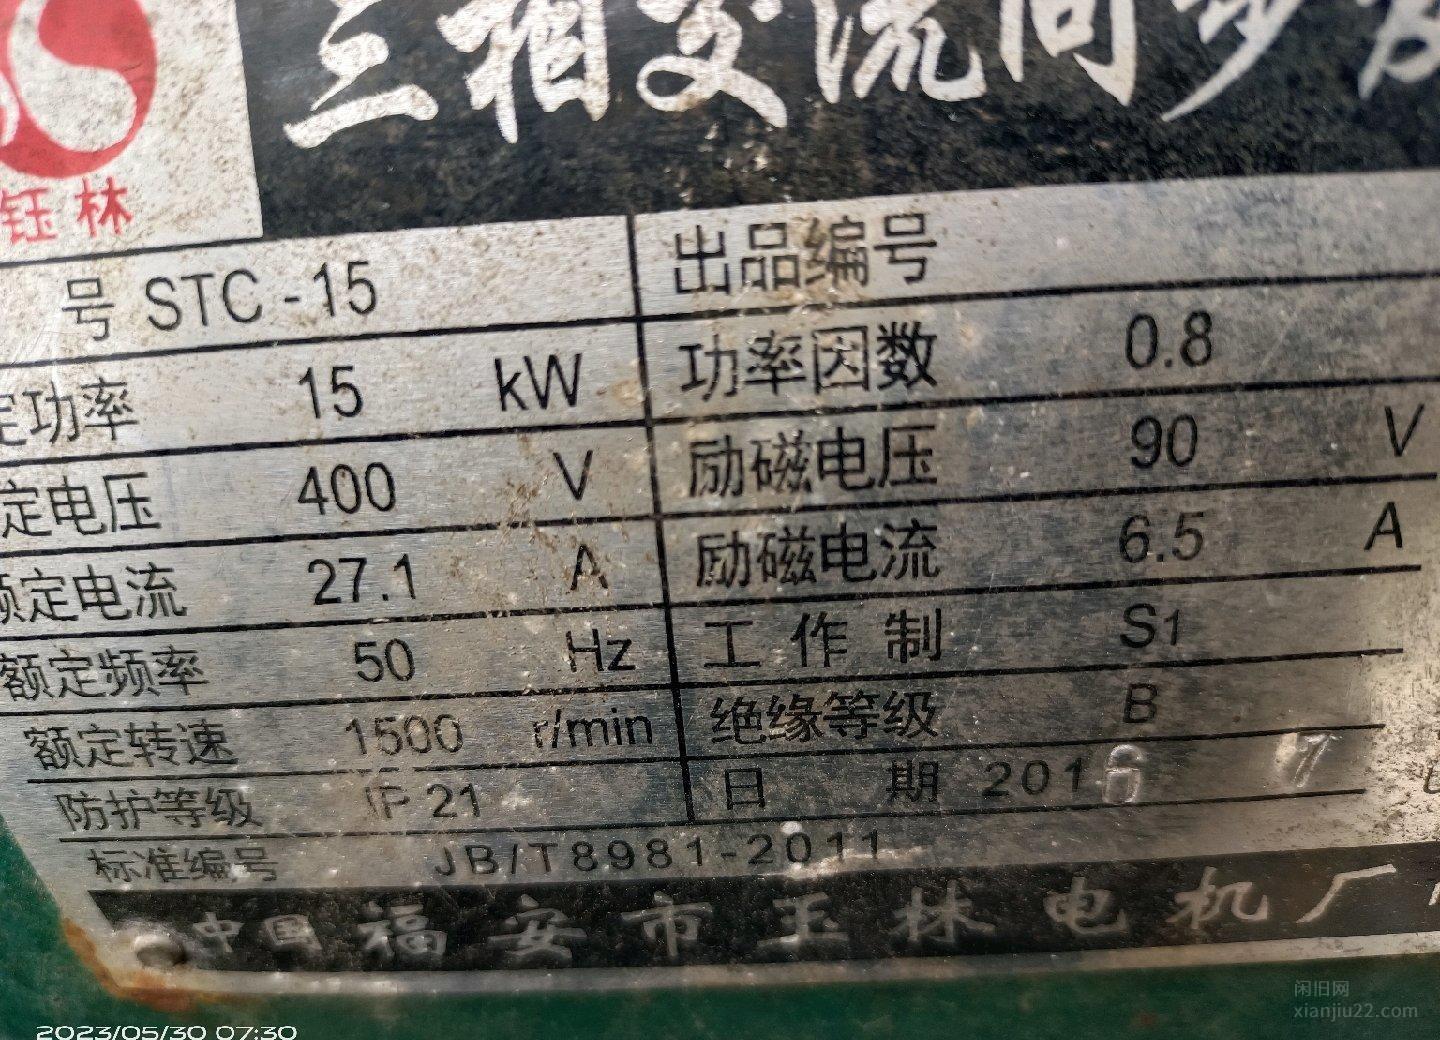 三相交流同步发
钰林
号 STC-15 出品编号
定功率 15 kW 功率因数 0.8
定电压 400 V 励磁电压 90 V
额定电流 27.1 A 励磁电流 6.5 A
额定频率 50 Hz 工作制 S1
额定转速 1500 r/min 绝缘等级 B
防护等级 IP 21 日期 2016 7
标准编号 JB/T8981-2011
中国福安市玉林电机厂
2023/05/30 07:30
闲旧网
xianjiu22.com